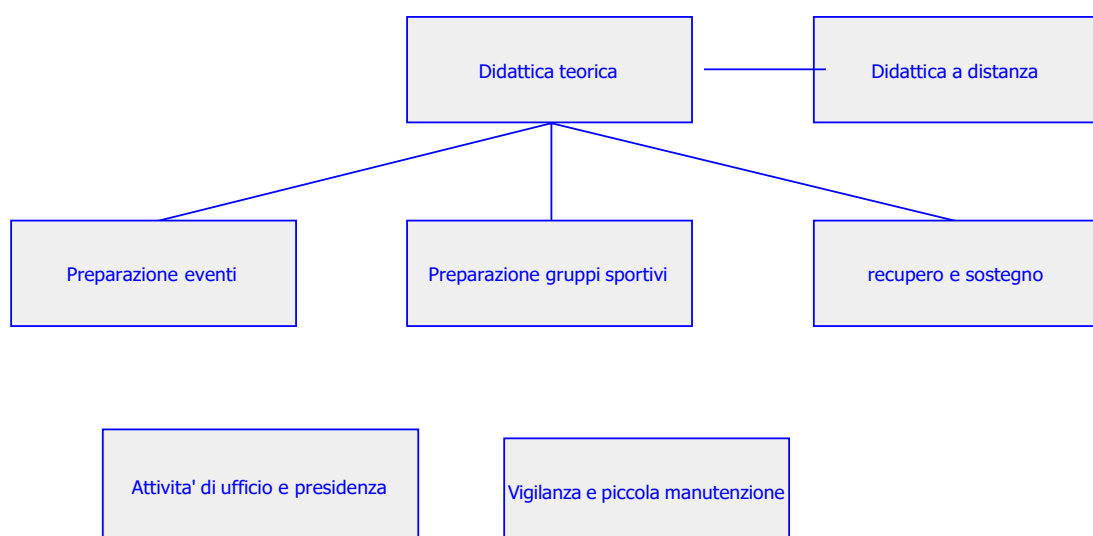 Didattica teorica
Didattica a distanza
Preparazione eventi
Preparazione gruppi sportivi
recupero e sostegno
Attivita' di ufficio e presidenza
Vigilanza e piccola manutenzione